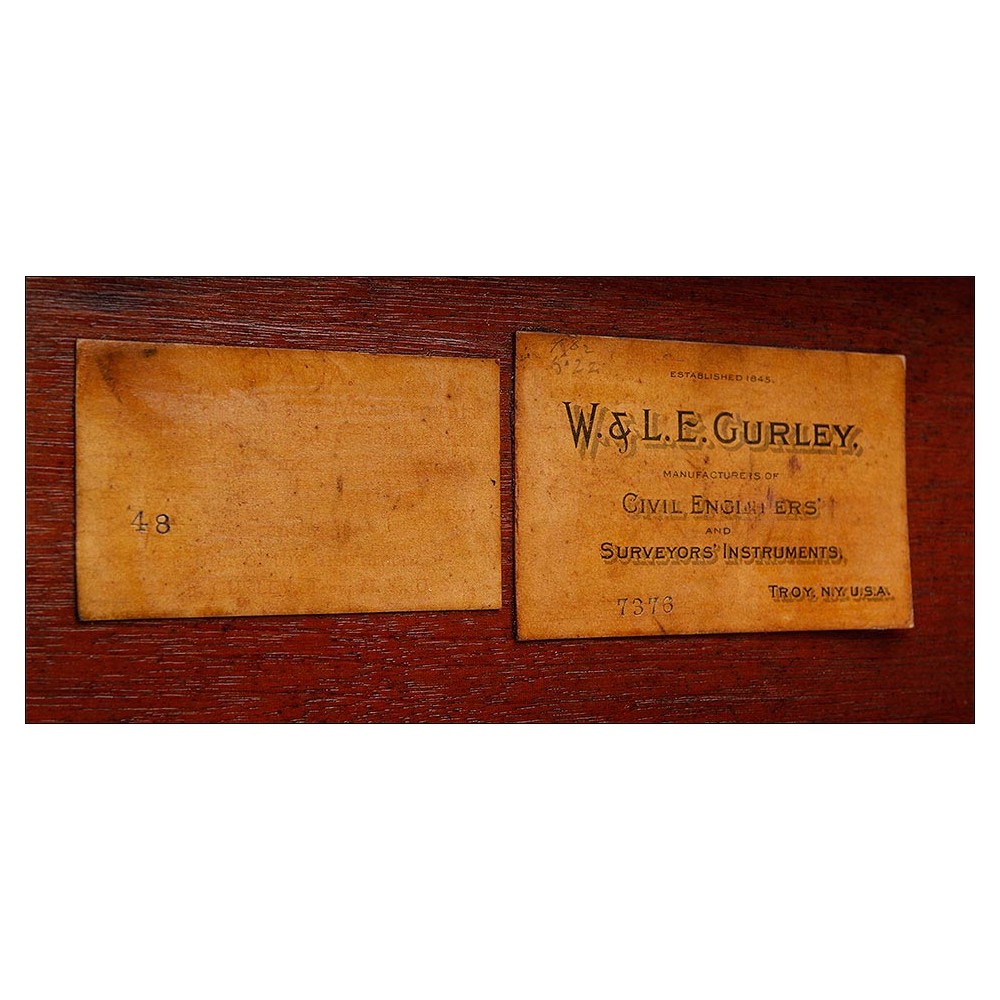 48
ESTABLISHED 1845.
W. & L. E. GURLEY,
MANUFACTURERS OF
CIVIL ENGINEERS'
AND
SURVEYORS' INSTRUMENTS,
TROY, N.Y. U.S.A.
7376